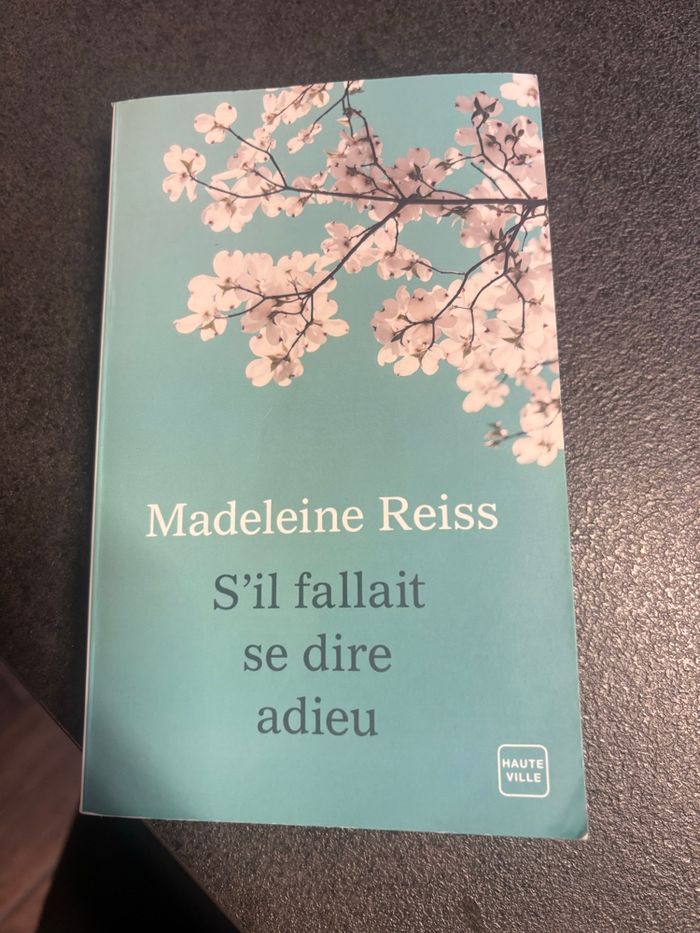 Madeleine Reiss
S'il fallait
se dire
adieu
HAUTE
VILLE